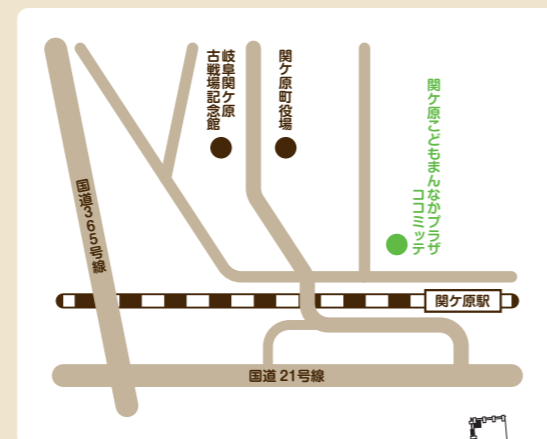 岐阜関ケ原
古戦場記念館
関ケ原町役場
関ケ原こどもまんなかプラザ
ココミッテ
国道365号線
関ケ原駅
国道21号線